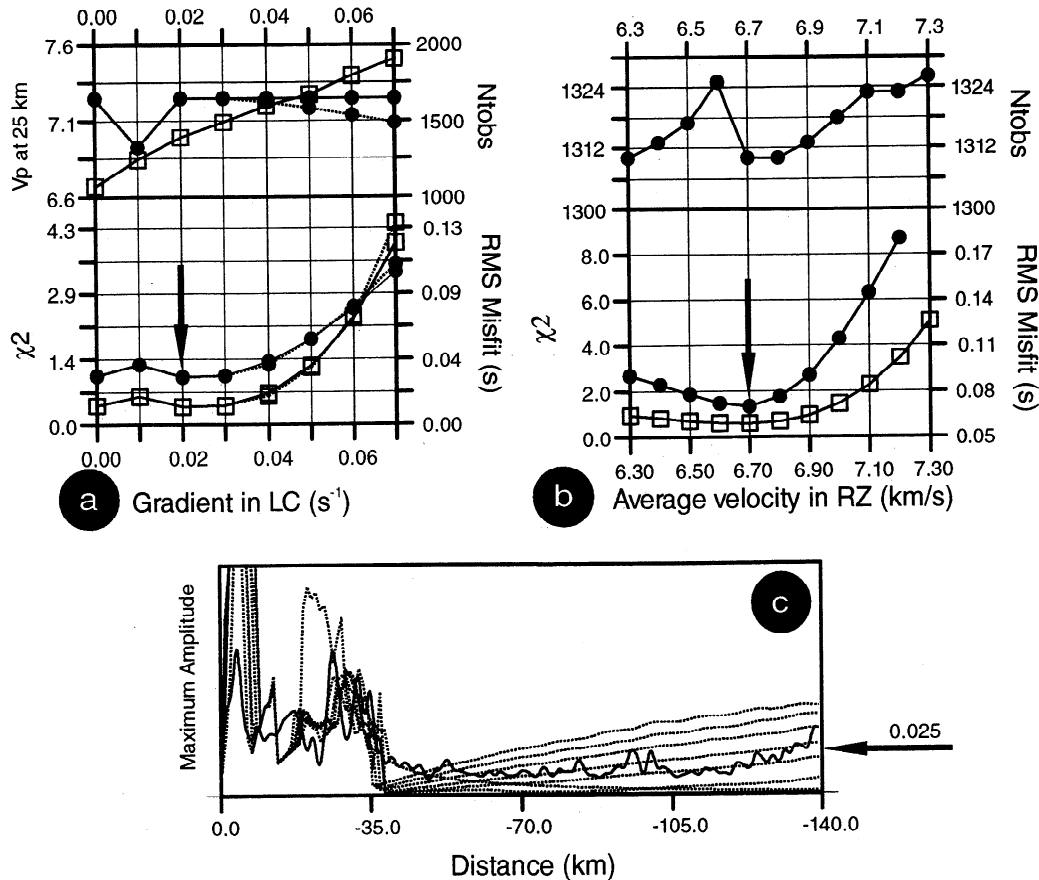 0.00 0.02 0.04 0.06
7.6 2000
Vp at 25 km
7.1 1500
Ntobs
6.6 1000
4.3 0.13
2.9 0.09
χ2
RMS Misfit (s)
1.4 0.04
0.0 0.00
0.00 0.02 0.04 0.06
a Gradient in LC (s⁻¹)
6.3 6.5 6.7 6.9 7.1 7.3
1324 1324
Ntobs
1312 1312
1300 1300
8.0 0.17
6.0 0.14
χ2
RMS Misfit (s)
4.0 0.11
2.0 0.08
0.0 0.05
6.30 6.50 6.70 6.90 7.10 7.30
b Average velocity in RZ (km/s)
c
Maximum Amplitude
0.025
0.0 -35.0 -70.0 -105.0 -140.0
Distance (km)